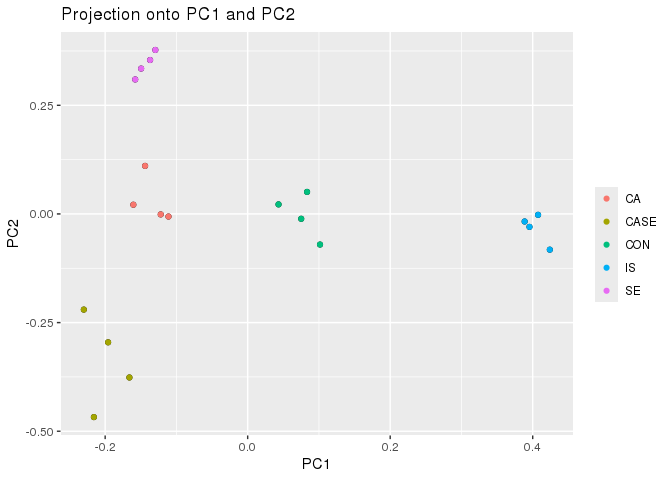 Projection onto PC1 and PC2
0.25
0.00
-0.25
-0.50
PC2
-0.2
0.0
0.2
0.4
PC1
CA
CASE
CON
IS
SE